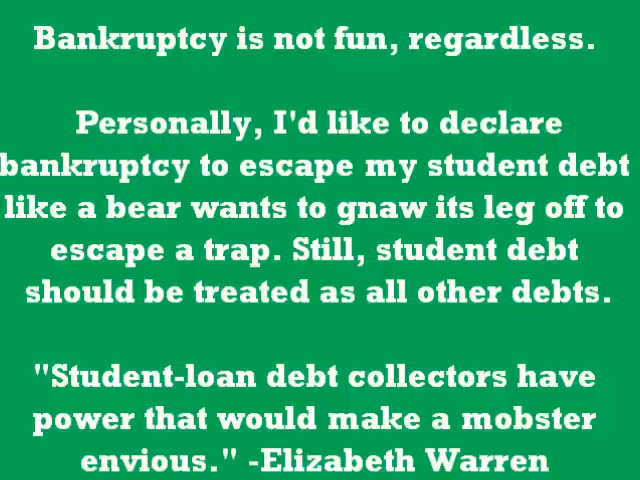 Bankruptcy is not fun, regardless.
Personally, I'd like to declare
bankruptcy to escape my student debt
like a bear wants to gnaw its leg off to
escape a trap. Still, student debt
should be treated as all other debts.
"Student-loan debt collectors have
power that would make a mobster
envious." -Elizabeth Warren